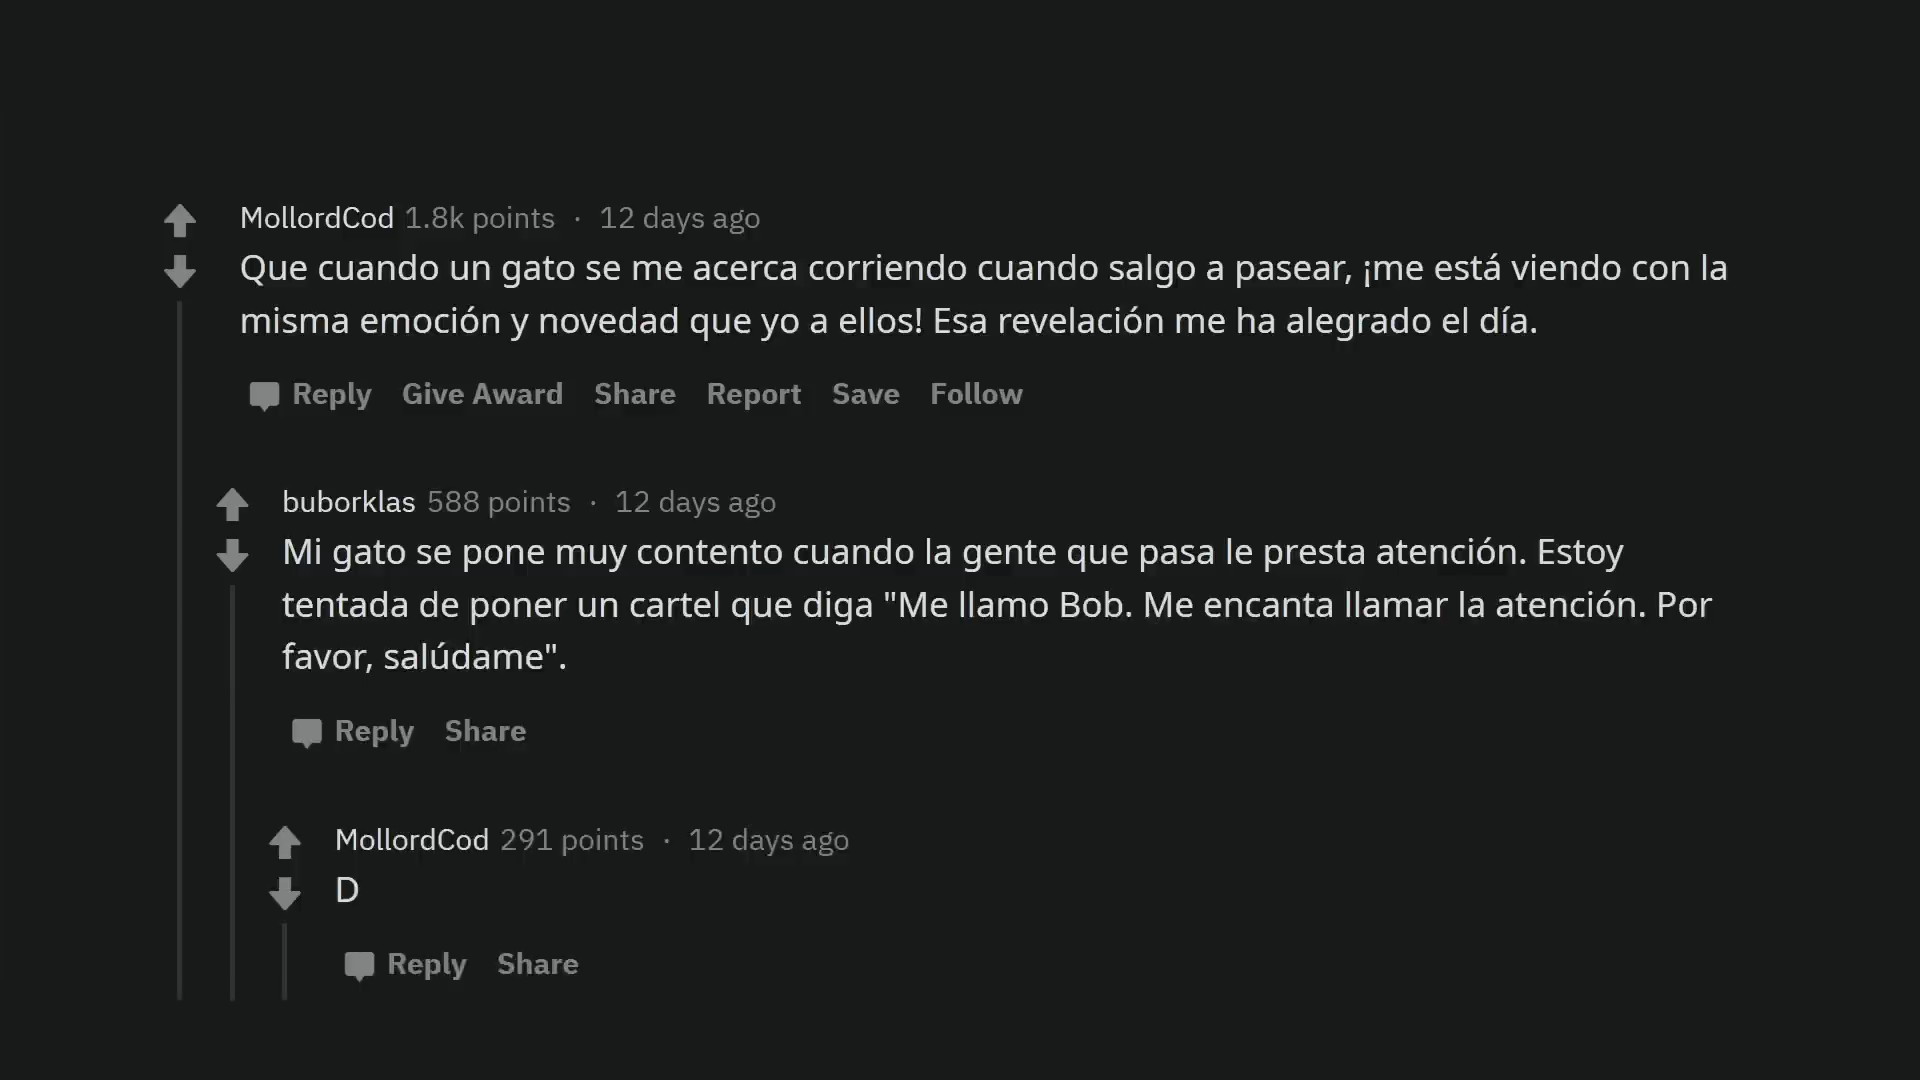 MollordCod 1.8k points · 12 days ago
Que cuando un gato se me acerca corriendo cuando salgo a pasear, ¡me está viendo con la
misma emoción y novedad que yo a ellos! Esa revelación me ha alegrado el día.
Reply Give Award Share Report Save Follow
buborklas 588 points · 12 days ago
Mi gato se pone muy contento cuando la gente que pasa le presta atención. Estoy
tentada de poner un cartel que diga "Me llamo Bob. Me encanta llamar la atención. Por
favor, salúdame".
Reply Share
MollordCod 291 points · 12 days ago
D
Reply Share